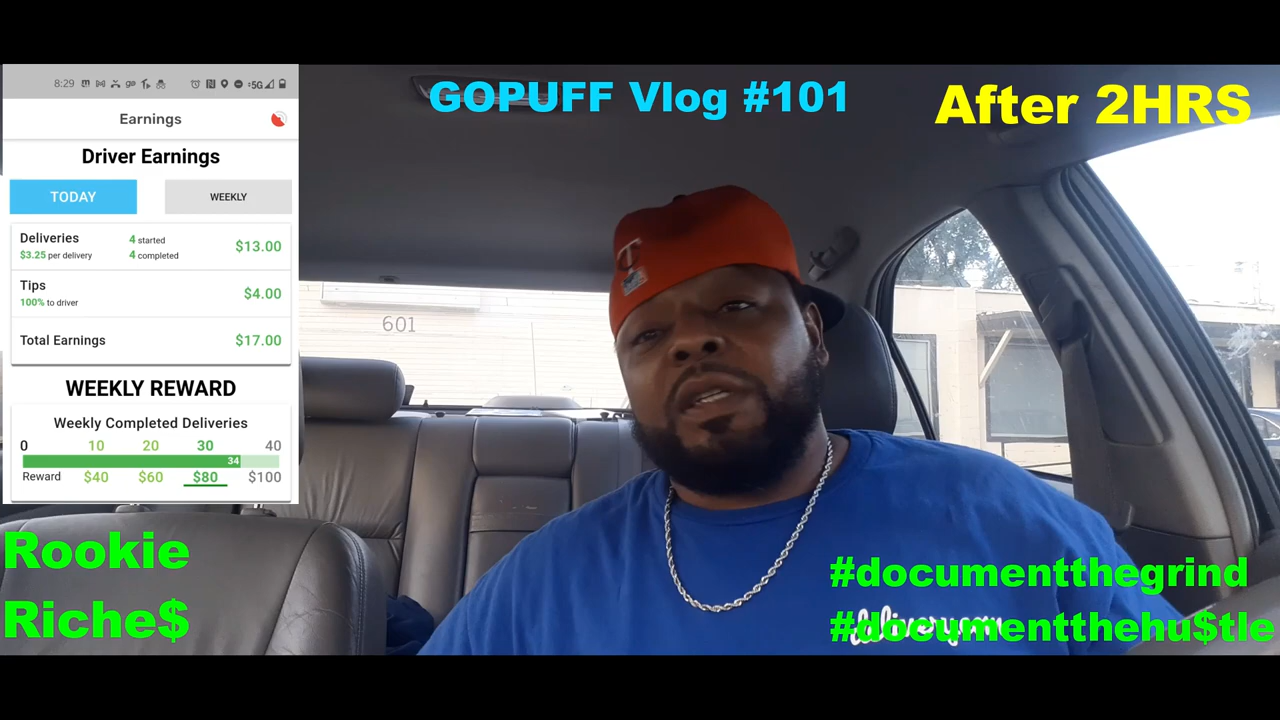 8:29
5G
GOPUFF Vlog #101
After 2HRS
Earnings
Driver Earnings
TODAY
WEEKLY
Deliveries
$3.25 per delivery
4 started
4 completed
$13.00
Tips
100% to driver
$4.00
Total Earnings
$17.00
WEEKLY REWARD
Weekly Completed Deliveries
0 10 20 30 40
34
Reward $40 $60 $80 $100
601
T
Rookie
Riche$
#documentthegrind
#documentthehu$tle